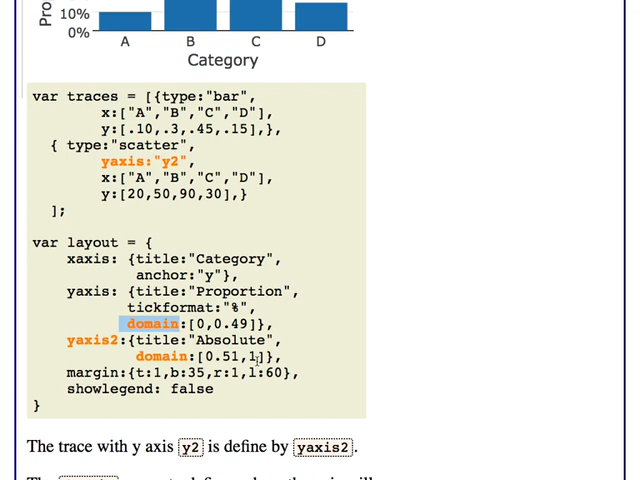 Pro
10%
0%
A B C D
Category
var traces = [{type:"bar",
x:["A","B","C","D"],
y:[.10,.3,.45,.15],},
{ type:"scatter",
yaxis:"y2",
x:["A","B","C","D"],
y:[20,50,90,30],}
];
var layout = {
xaxis: {title:"Category",
anchor:"y"},
yaxis: {title:"Proportion",
tickformat:"%",
domain:[0,0.49]},
yaxis2:{title:"Absolute",
domain:[0.51,1]},
margin:{t:1,b:35,r:1,l:60},
showlegend: false
}
The trace with y axis y2 is define by yaxis2.